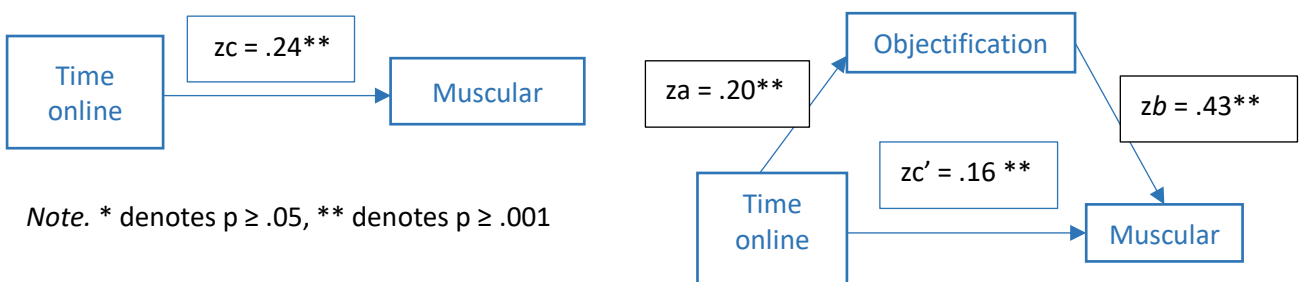 zc = .24**
Time
online
Muscular
Note. * denotes p ≥ .05, ** denotes p ≥ .001
Objectification
za = .20**
zb = .43**
zc’ = .16 **
Time
online
Muscular